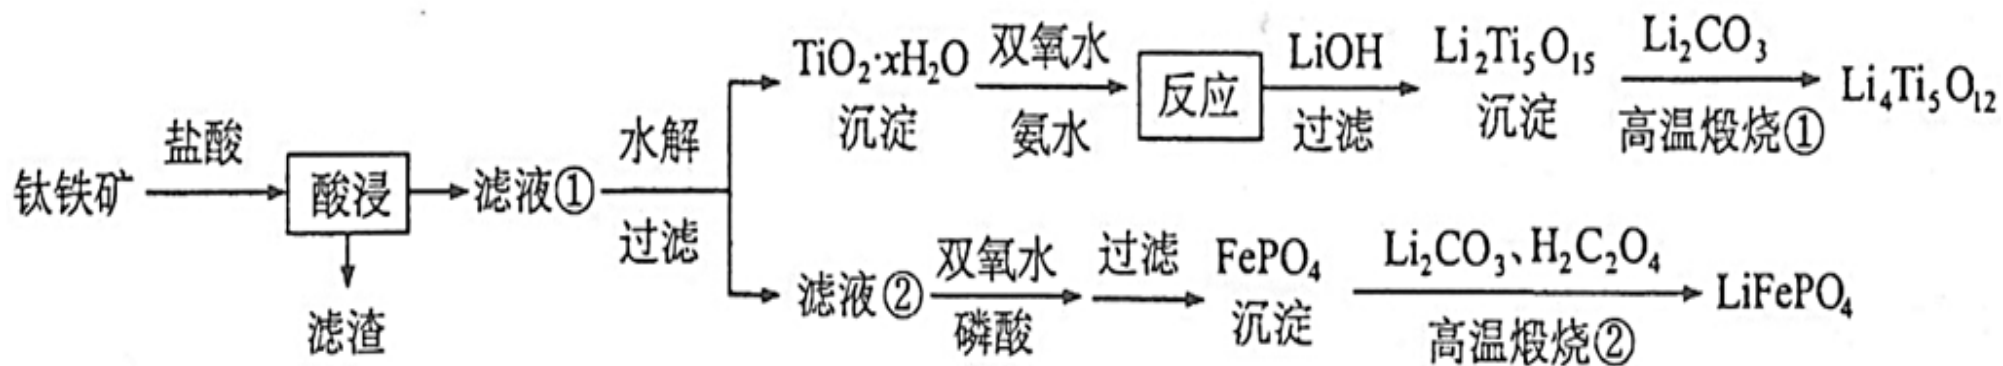 钛铁矿
盐酸
酸浸
滤渣
滤液①
水解
过滤
TiO₂·xH₂O
沉淀
双氧水
氨水
反应
LiOH
过滤
Li₂Ti₅O₁₅
沉淀
Li₂CO₃
高温煅烧①
Li₄Ti₅O₁₂
滤液②
双氧水
磷酸
过滤
FePO₄
沉淀
Li₂CO₃、H₂C₂O₄
高温煅烧②
LiFePO₄